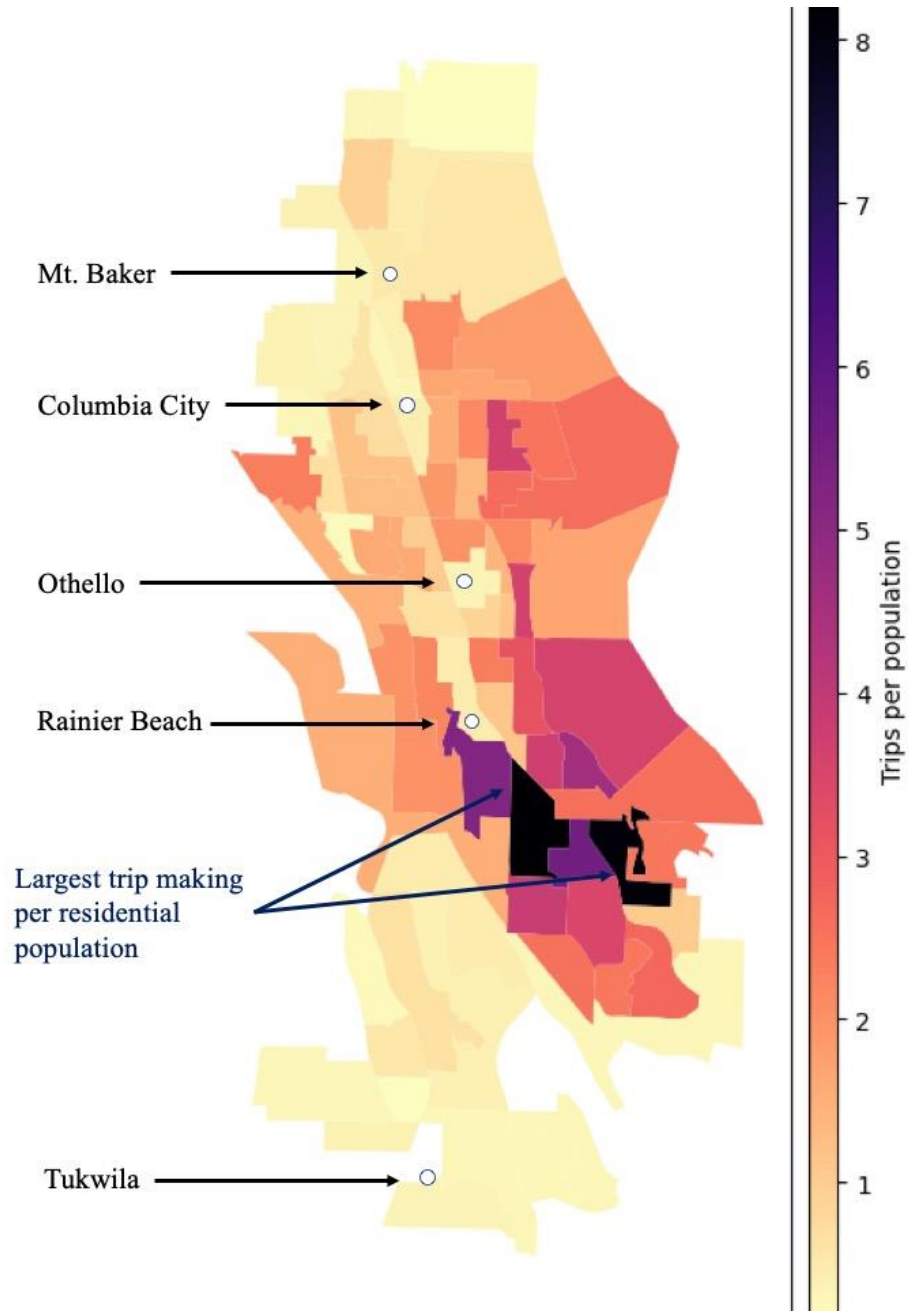 Mt. Baker
Columbia City
Othello
Rainier Beach
Largest trip making
per residential
population
Tukwila
8
7
6
5
4
3
2
1
Trips per population